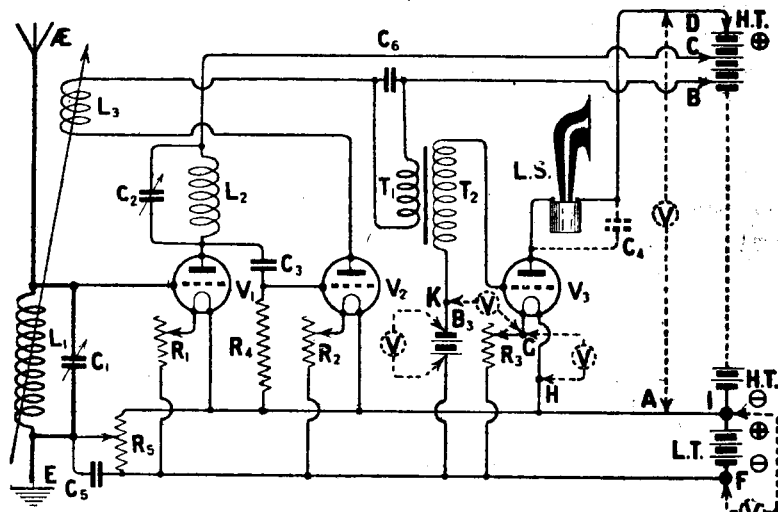 Æ
C₆
D
H.T.
⊕
C
B
L₃
C₂
L₂
T₁
T₂
L.S.
V
C₄
C₃
V₁
V₂
V₃
K
V
B₃
L₁
C₁
R₁
R₄
R₂
V
R₃
G
V
H
A
I
H.T.
⊖
⊕
R₅
L.T.
⊖
E
C₅
F
V